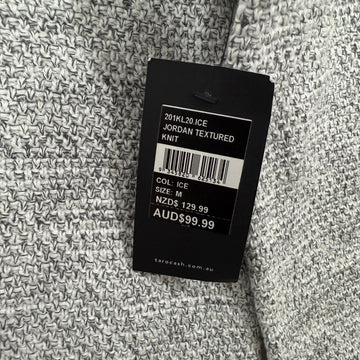 201KL20.ICE
JORDAN TEXTURED
KNIT
COL: ICE
SIZE: M
NZD$ 129.99
AUD$99.99
tarocash.com.au